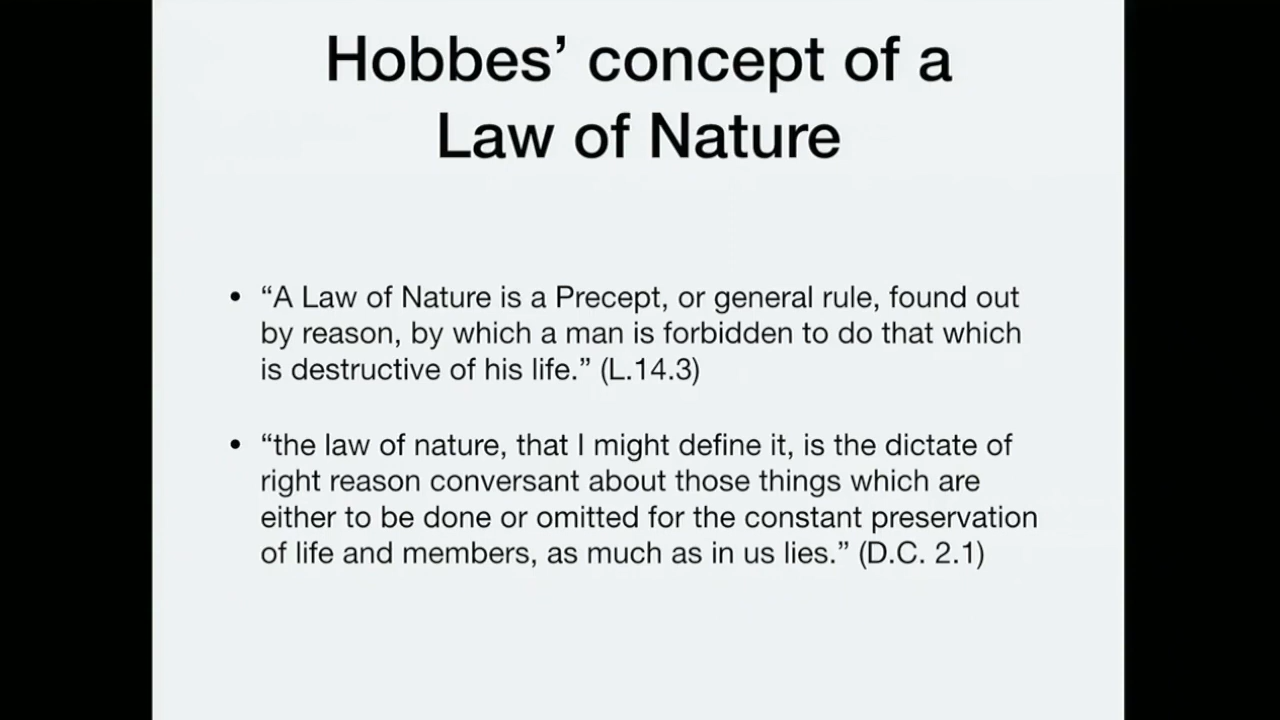 Hobbes’ concept of a
Law of Nature
• “A Law of Nature is a Precept, or general rule, found out
by reason, by which a man is forbidden to do that which
is destructive of his life.” (L.14.3)
• “the law of nature, that I might define it, is the dictate of
right reason conversant about those things which are
either to be done or omitted for the constant preservation
of life and members, as much as in us lies.” (D.C. 2.1)